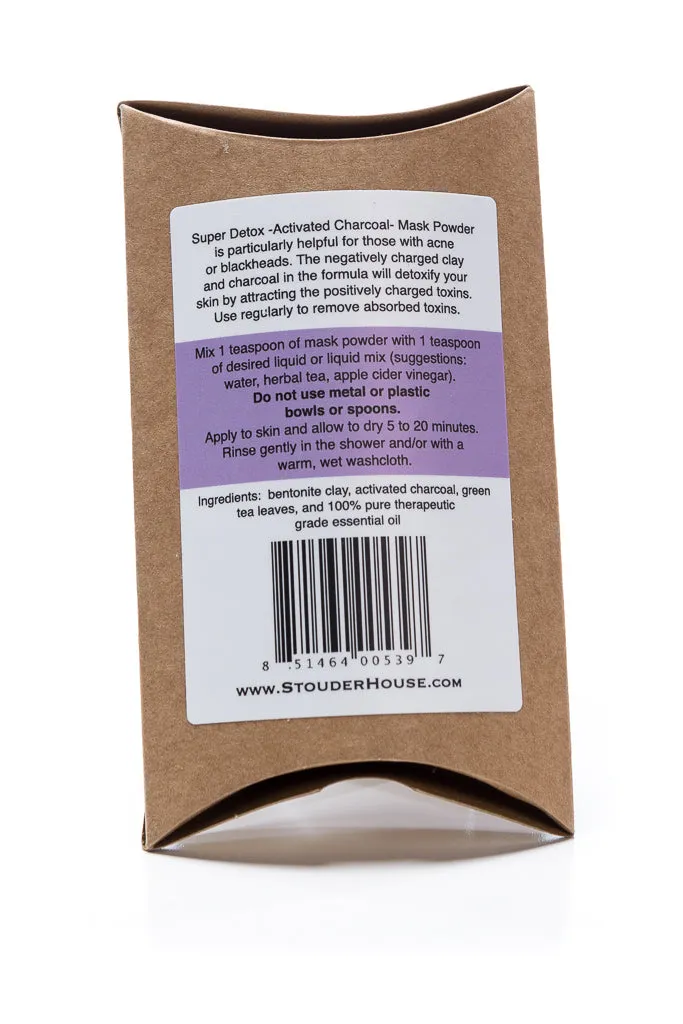 Super Detox -Activated Charcoal- Mask Powder
is particularly helpful for those with acne
or blackheads. The negatively charged clay
and charcoal in the formula will detoxify your
skin by attracting the positively charged toxins.
Use regularly to remove absorbed toxins.
Mix 1 teaspoon of mask powder with 1 teaspoon
of desired liquid or liquid mix (suggestions:
water, herbal tea, apple cider vinegar).
Do not use metal or plastic
bowls or spoons.
Apply to skin and allow to dry 5 to 20 minutes.
Rinse gently in the shower and/or with a
warm, wet washcloth.
Ingredients: bentonite clay, activated charcoal, green
tea leaves, and 100% pure therapeutic
grade essential oil
8 51464 00539 7
www.StouderHouse.com